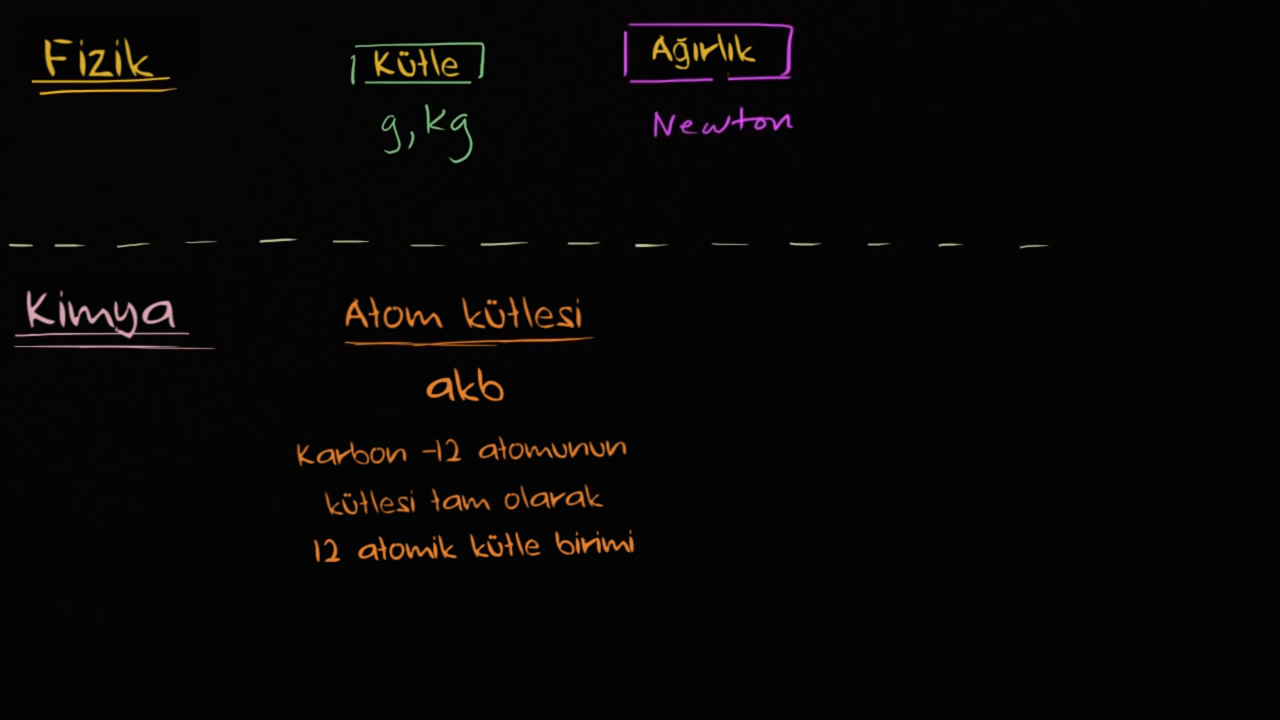 Fizik
Kütle
Ağırlık
g, kg
Newton
Kimya
Atom kütlesi
akb
Karbon -12 atomunun
kütlesi tam olarak
12 atomik kütle birimi